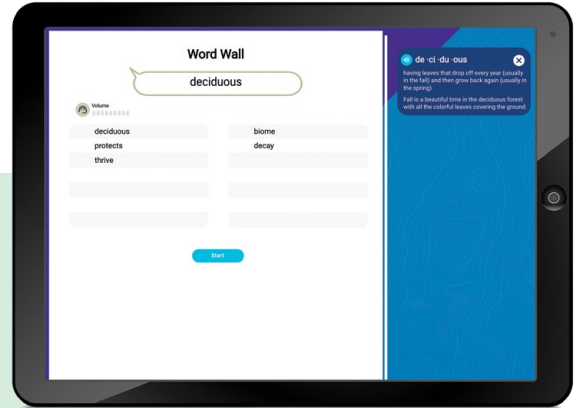 Word Wall
deciduous
Volume
deciduous
biome
protects
decay
thrive
Start
de ·ci ·du ·ous
having leaves that drop off every year (usually
in the fall) and then grow back again (usually in
the spring)
Fall is a beautiful time in the deciduous forest
with all the colorful leaves covering the ground.